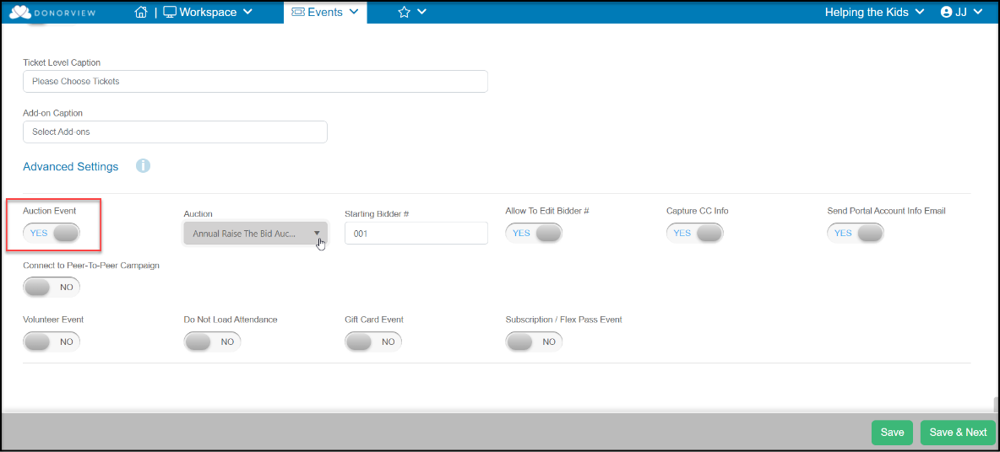 DONORVIEW
Workspace
Events
Helping the Kids
JJ
Ticket Level Caption
Please Choose Tickets
Add-on Caption
Select Add-ons
Advanced Settings
i
Auction Event
YES
Auction
Annual Raise The Bid Auc...
Starting Bidder #
001
Allow To Edit Bidder #
YES
Capture CC Info
YES
Send Portal Account Info Email
YES
Connect to Peer-To-Peer Campaign
NO
Volunteer Event
NO
Do Not Load Attendance
NO
Gift Card Event
NO
Subscription / Flex Pass Event
NO
Save
Save & Next